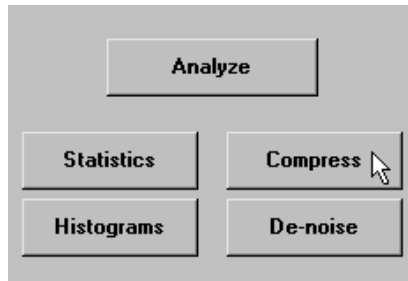 Analyze
Statistics
Compress
Histograms
De-noise